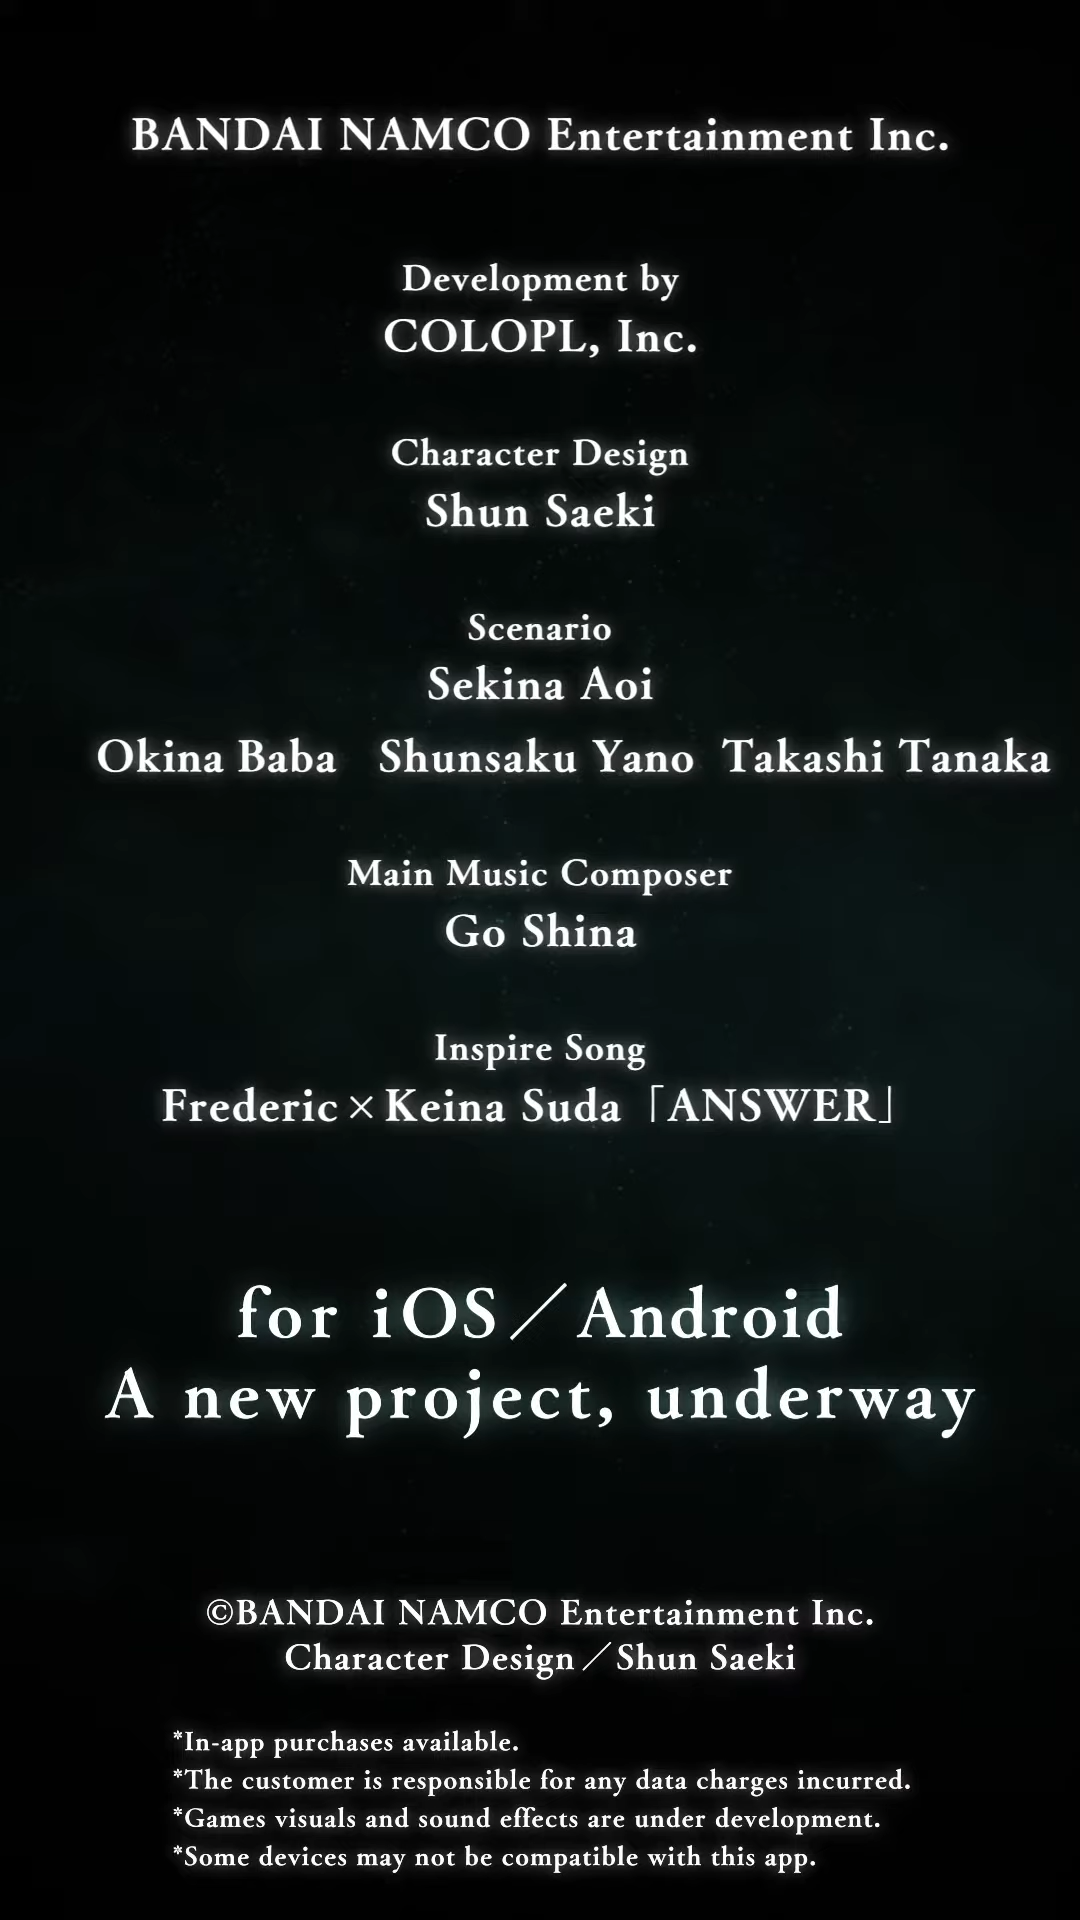 BANDAI NAMCO Entertainment Inc.
Development by
COLOPL, Inc.
Character Design
Shun Saeki
Scenario
Sekina Aoi
Okina Baba Shunsaku Yano Takashi Tanaka
Main Music Composer
Go Shina
Inspire Song
Frederic×Keina Suda「ANSWER」
for iOS／Android
A new project, underway
©BANDAI NAMCO Entertainment Inc.
Character Design／Shun Saeki
*In-app purchases available.
*The customer is responsible for any data charges incurred.
*Games visuals and sound effects are under development.
*Some devices may not be compatible with this app.